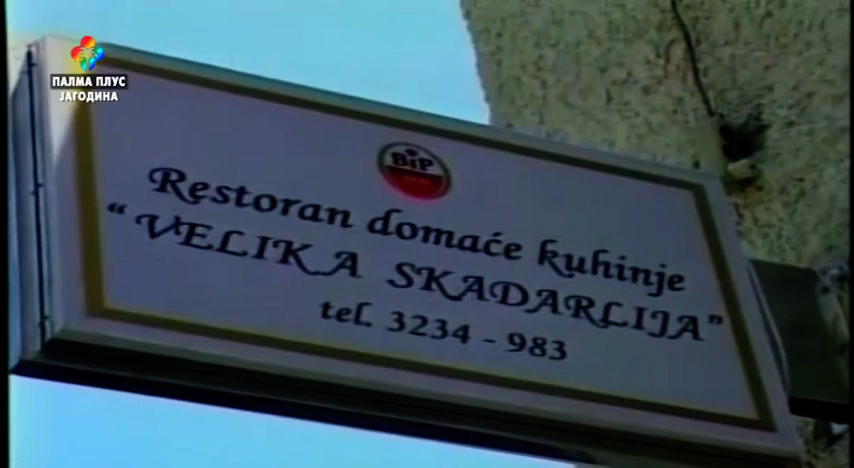 ПАЛМА ПЛУС
ЈАГОДИНА
BiP
Restoran domaće kuhinje
“VELIKA SKADARLIJA”
tel. 3234 - 983